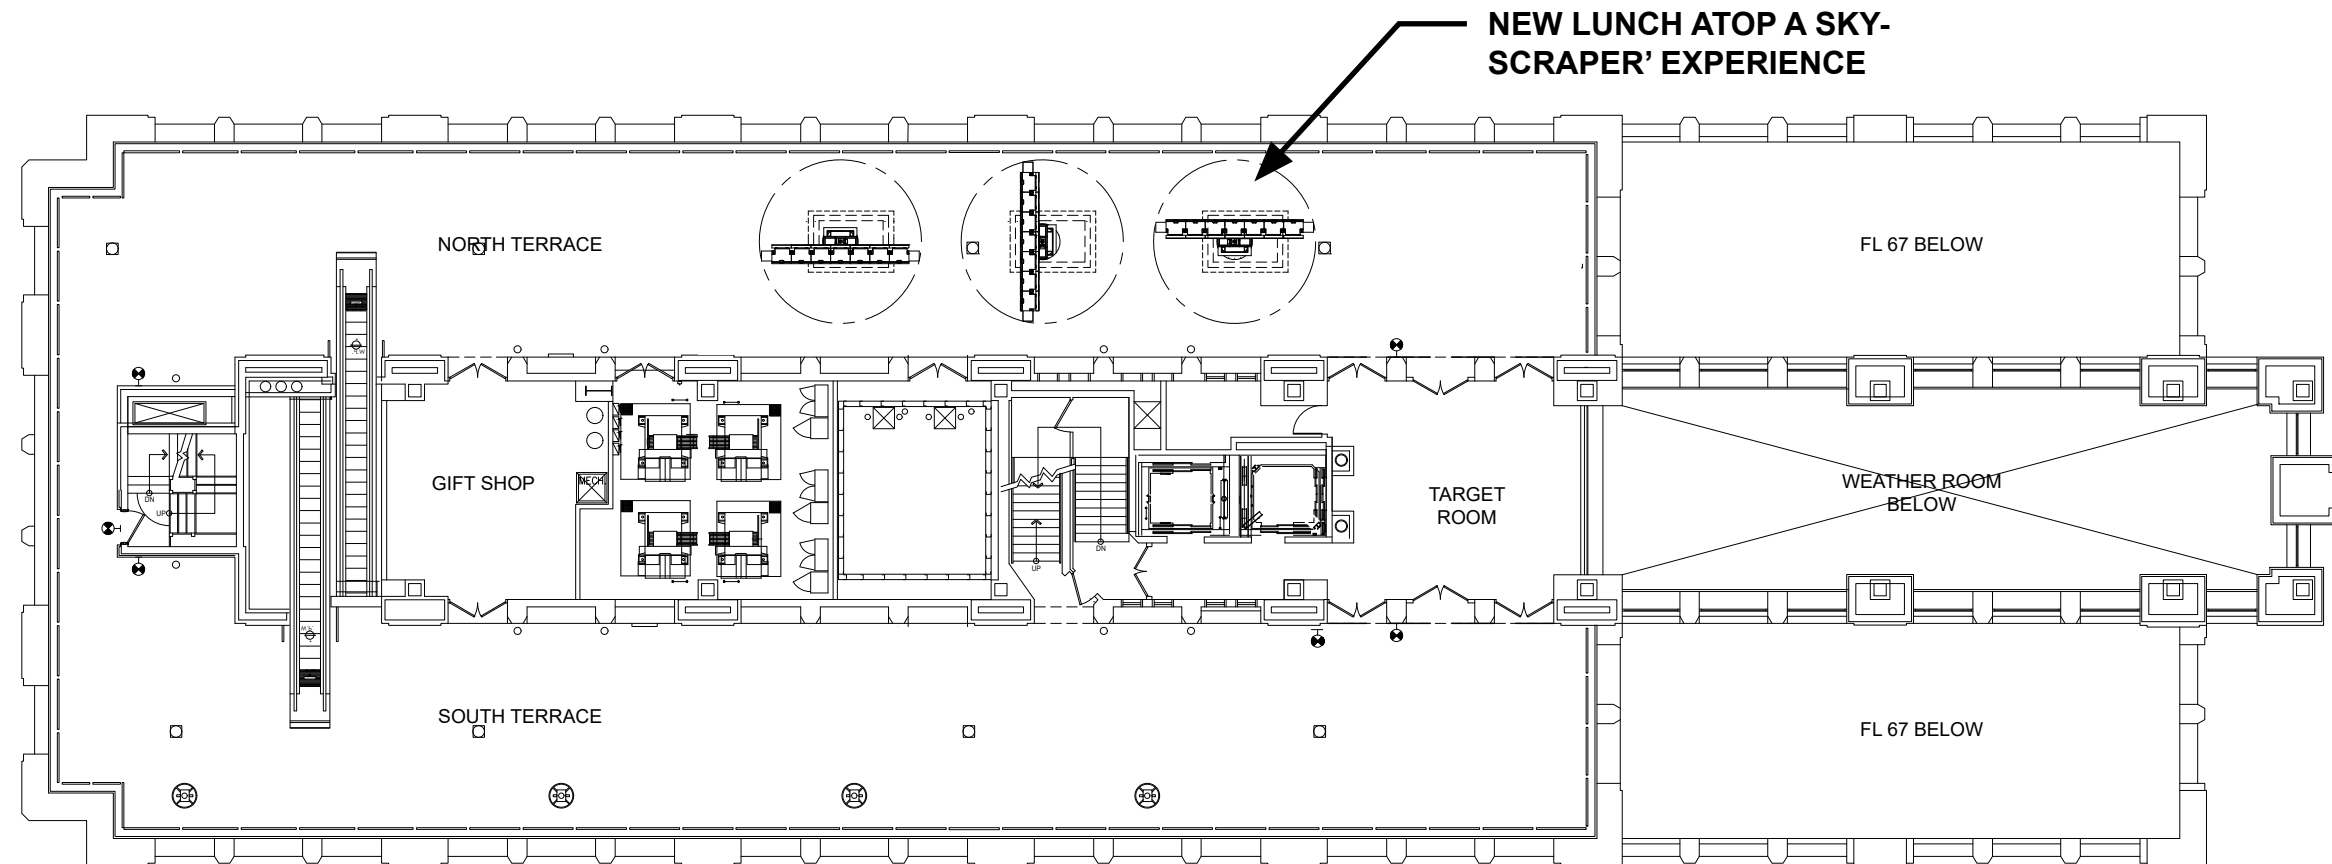 NEW LUNCH ATOP A SKY-
SCRAPER’ EXPERIENCE
NORTH TERRACE
FL 67 BELOW
GIFT SHOP
MECH.
TARGET
ROOM
WEATHER ROOM
BELOW
DN
UP
DN
UP
SOUTH TERRACE
FL 67 BELOW